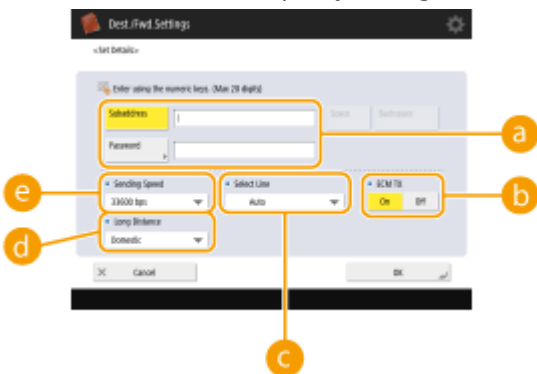 Dest./Fwd.Settings
<Set Details>
Enter using the numeric keys. (Max 20 digits)
Subaddress
Space Backspace
Password
a
Sending Speed Select Line ECM TX
33600 bps Auto On Off
e b
Long Distance
Domestic
d
Cancel OK
c